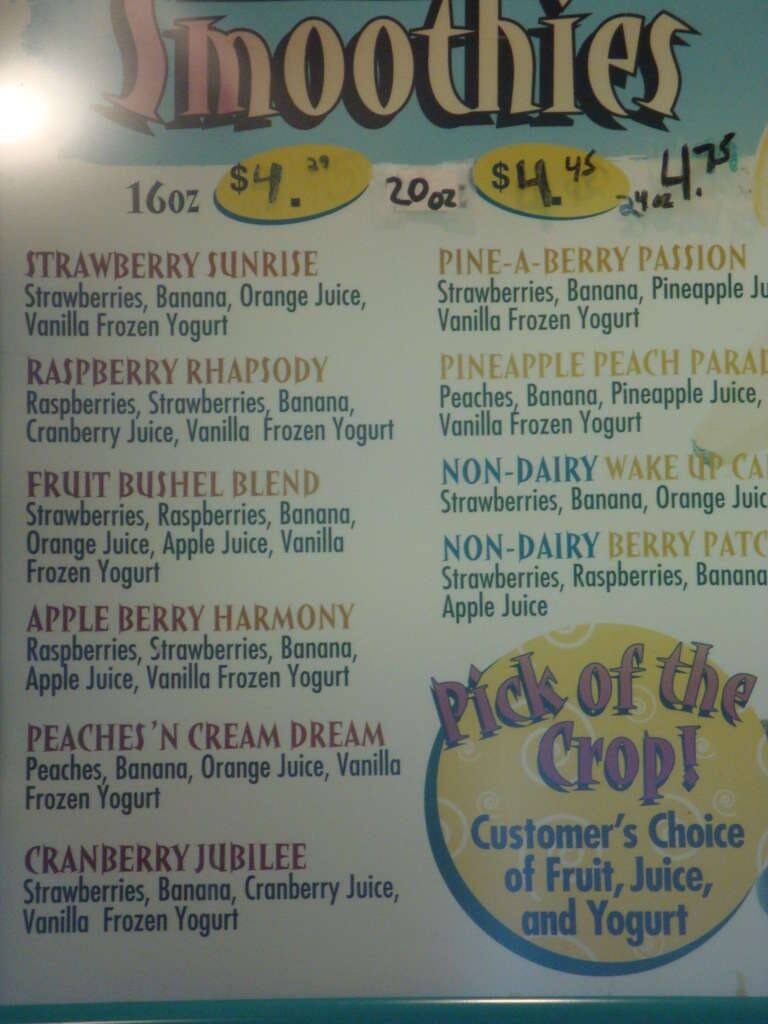 Smoothies
16oz $4.29 20oz: $4.45 24oz 4.75
STRAWBERRY SUNRISE
Strawberries, Banana, Orange Juice,
Vanilla Frozen Yogurt
RASPBERRY RHAPSODY
Raspberries, Strawberries, Banana,
Cranberry Juice, Vanilla Frozen Yogurt
FRUIT BUSHEL BLEND
Strawberries, Raspberries, Banana,
Orange Juice, Apple Juice, Vanilla
Frozen Yogurt
APPLE BERRY HARMONY
Raspberries, Strawberries, Banana,
Apple Juice, Vanilla Frozen Yogurt
PEACHES 'N CREAM DREAM
Peaches, Banana, Orange Juice, Vanilla
Frozen Yogurt
CRANBERRY JUBILEE
Strawberries, Banana, Cranberry Juice,
Vanilla Frozen Yogurt
PINE-A-BERRY PASSION
Strawberries, Banana, Pineapple Ju
Vanilla Frozen Yogurt
PINEAPPLE PEACH PARAD
Peaches, Banana, Pineapple Juice,
Vanilla Frozen Yogurt
NON-DAIRY WAKE UP CA
Strawberries, Banana, Orange Juic
NON-DAIRY BERRY PATC
Strawberries, Raspberries, Banana
Apple Juice
Pick of the
Crop!
Customer's Choice
of Fruit, Juice,
and Yogurt